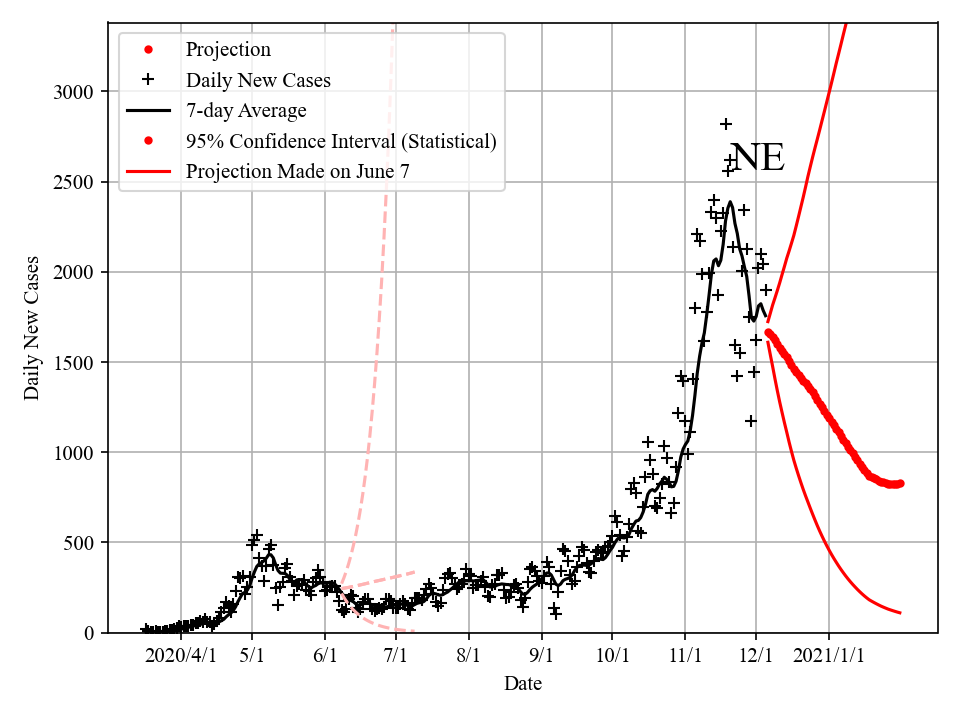 Projection
Daily New Cases
7-day Average
95% Confidence Interval (Statistical)
Projection Made on June 7
NE
Daily New Cases
3000
2500
2000
1500
1000
500
0
2020/4/1 5/1 6/1 7/1 8/1 9/1 10/1 11/1 12/1 2021/1/1
Date